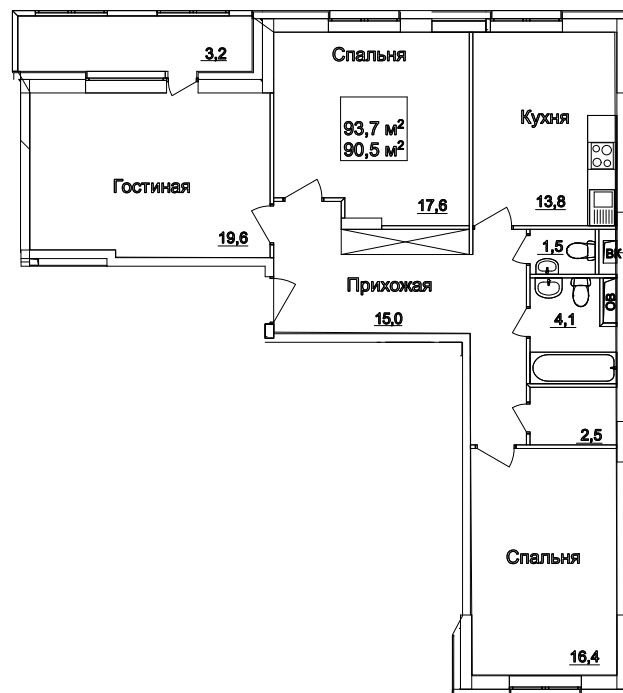 3,2
Спальня
93,7 м²
90,5 м²
17,6
Кухня
13,8
Гостиная
19,6
1,5
ВК
Прихожая
15,0
ОВ
4,1
2,5
Спальня
16,4